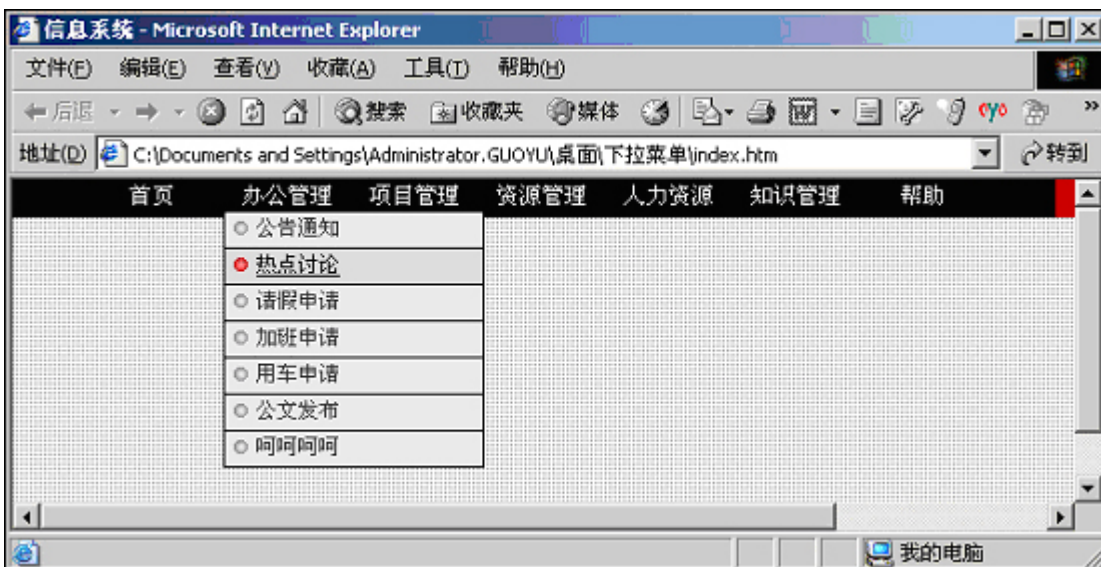 信息系统 - Microsoft Internet Explorer
文件(F) 编辑(E) 查看(V) 收藏(A) 工具(T) 帮助(H)
后退 搜索 收藏夹 媒体
地址(D) C:\Documents and Settings\Administrator.GUOYU\桌面\下拉菜单\index.htm 转到
首页 办公管理 项目管理 资源管理 人力资源 知识管理 帮助
公告通知
热点讨论
请假申请
加班申请
用车申请
公文发布
呵呵呵呵
我的电脑